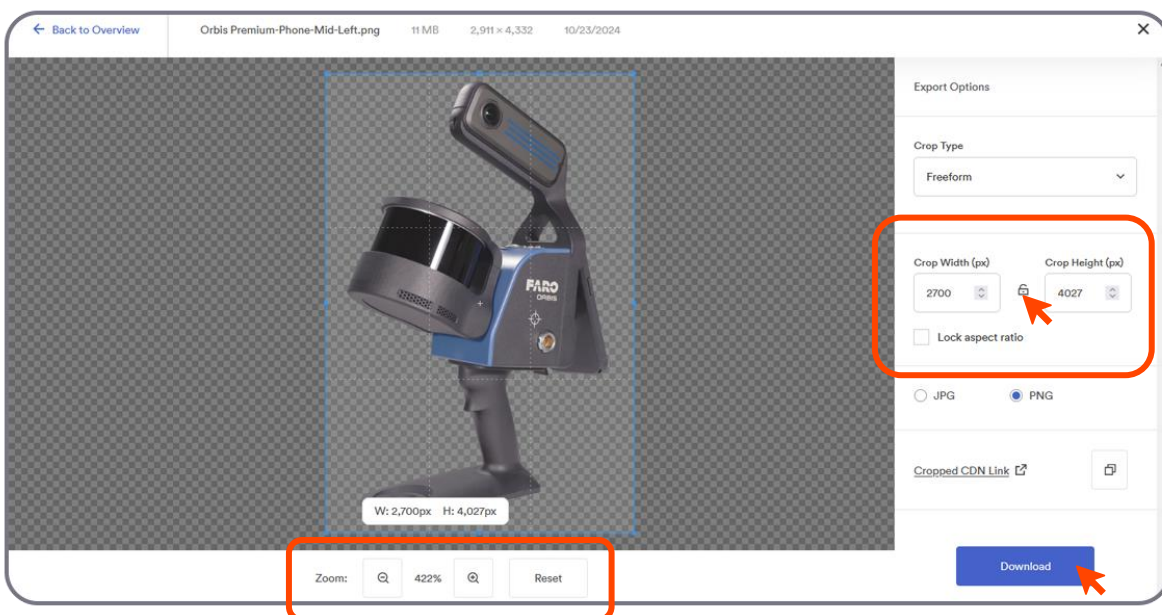 Back to Overview
Orbis Premium-Phone-Mid-Left.png 11 MB 2,911 × 4,332 10/23/2024
Export Options
Crop Type
Freeform
Crop Width (px) Crop Height (px)
2700 4027
Lock aspect ratio
JPG PNG
Cropped CDN Link
Download
FARO
ORBIS
W: 2,700px H: 4,027px
Zoom: 422% Reset